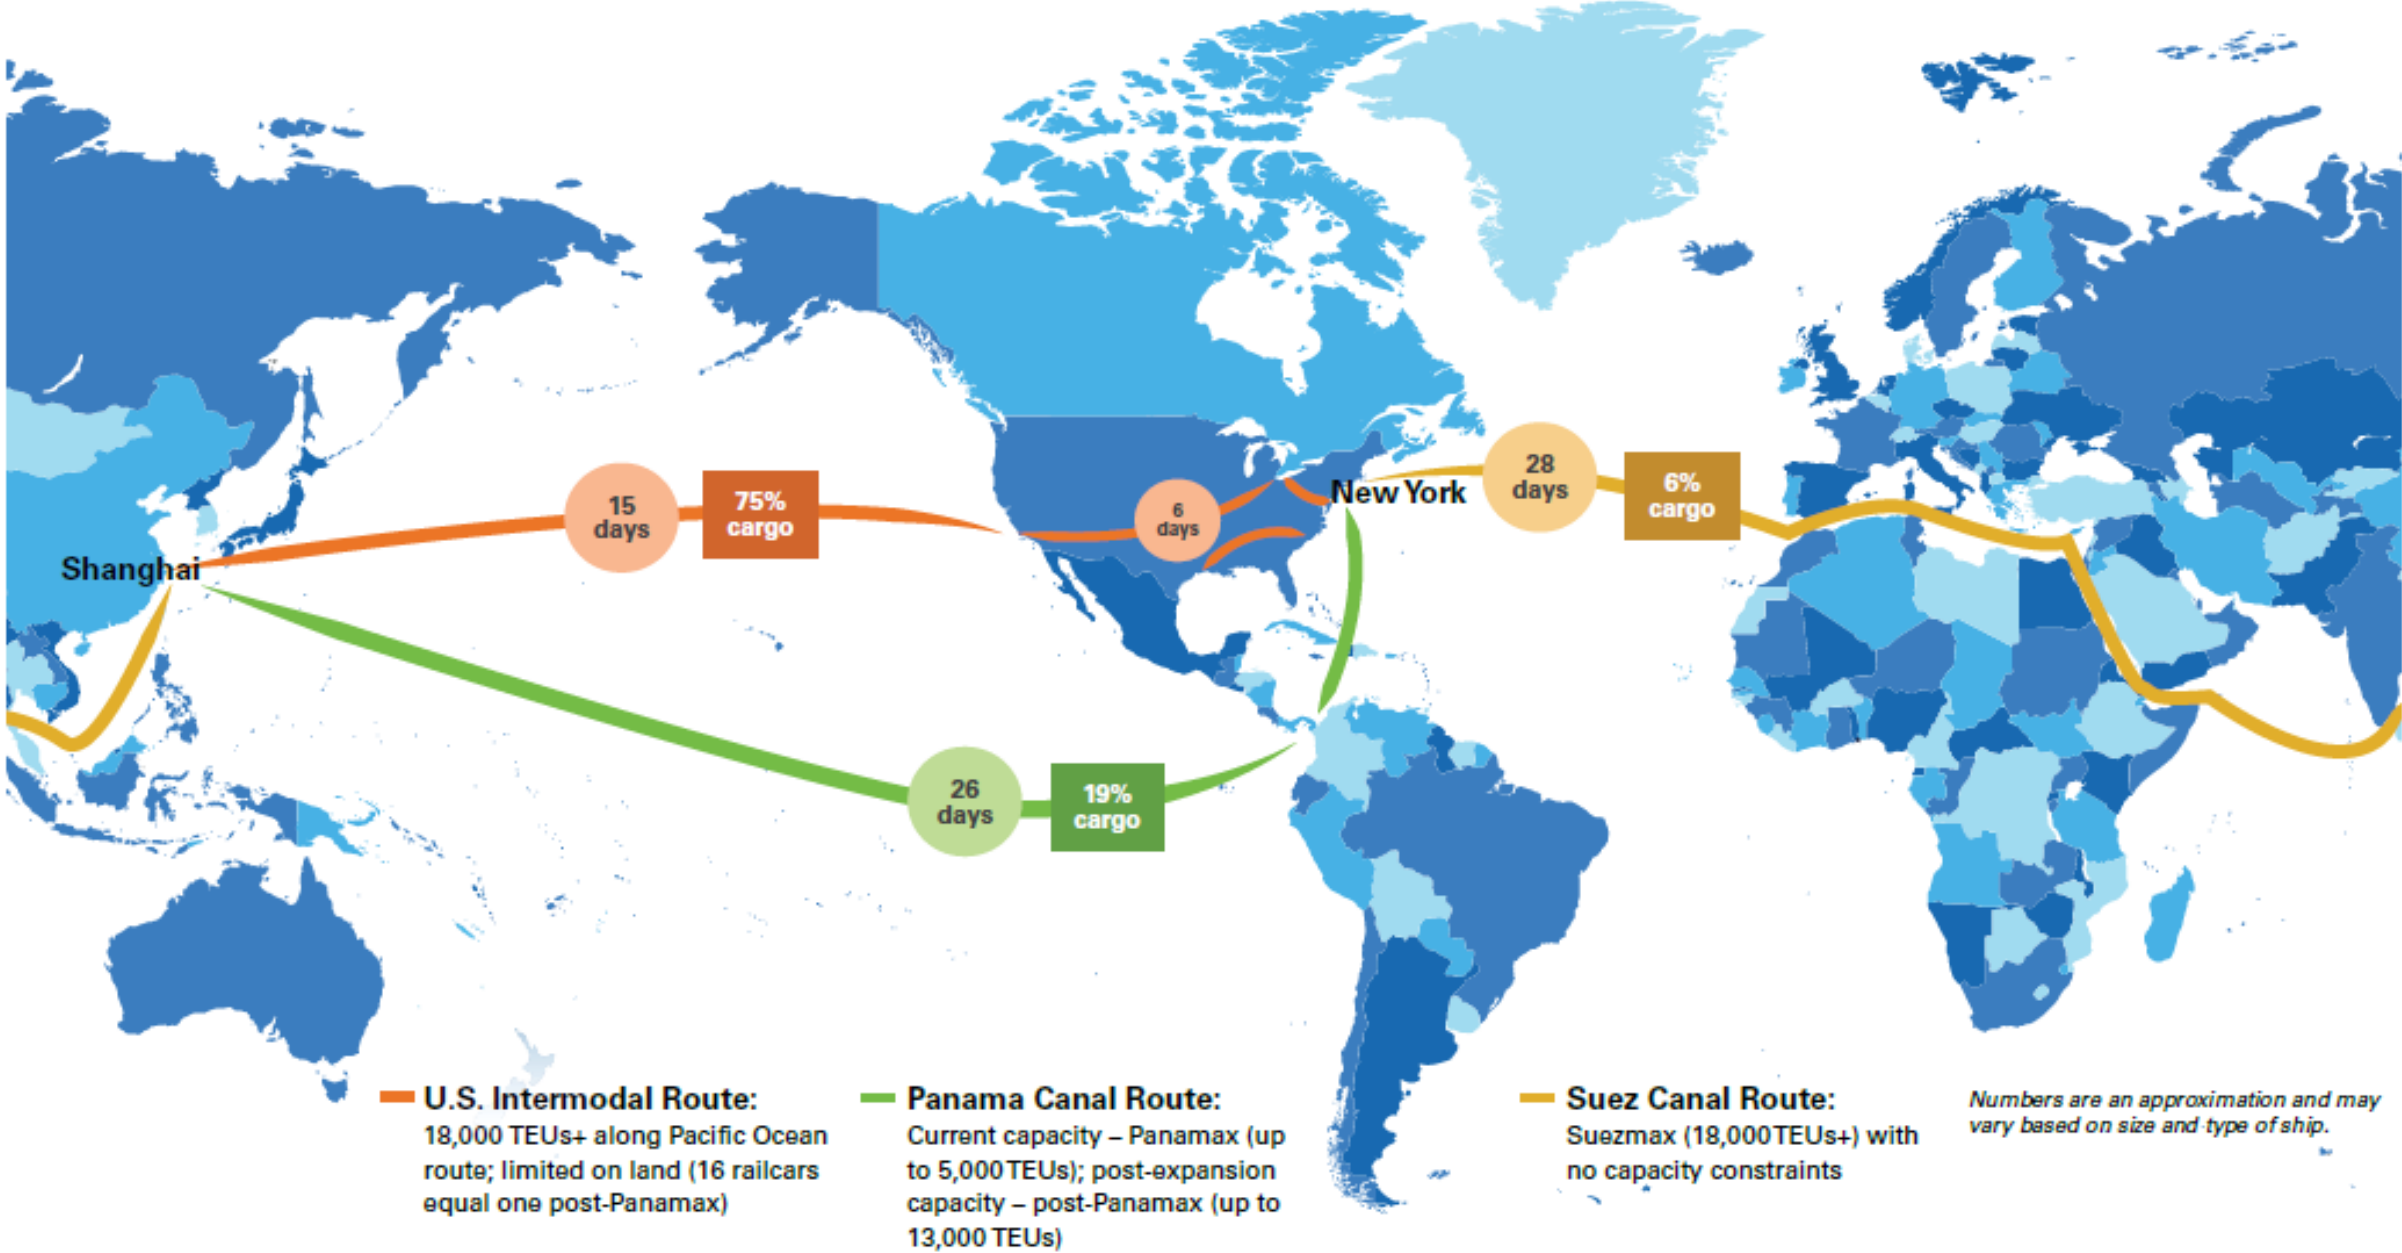 15
days
75%
cargo
6
days
New York
28
days
6%
cargo
Shanghai
26
days
19%
cargo
U.S. Intermodal Route:
18,000 TEUs+ along Pacific Ocean
route; limited on land (16 railcars
equal one post-Panamax)
Panama Canal Route:
Current capacity – Panamax (up
to 5,000 TEUs); post-expansion
capacity – post-Panamax (up to
13,000 TEUs)
Suez Canal Route:
Suezmax (18,000 TEUs+) with
no capacity constraints
Numbers are an approximation and may
vary based on size and type of ship.